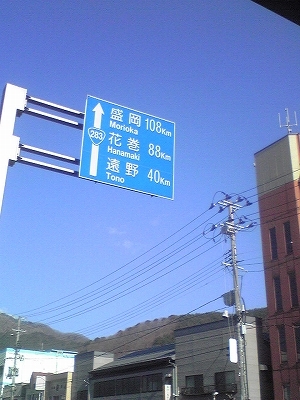 盛岡 108Km
Morioka
283
花巻 88Km
Hanamaki
遠野 40Km
Tono